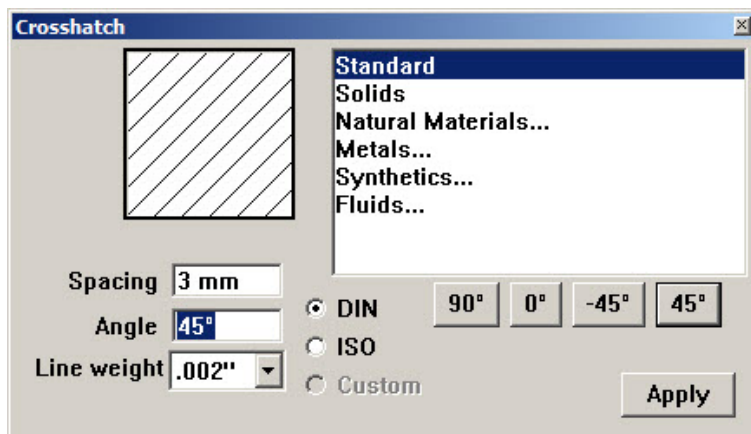 Crosshatch
Standard
Solids
Natural Materials...
Metals...
Synthetics...
Fluids...
Spacing 3 mm
Angle 45°
Line weight .002"
DIN
ISO
Custom
90° 0° -45° 45°
Apply